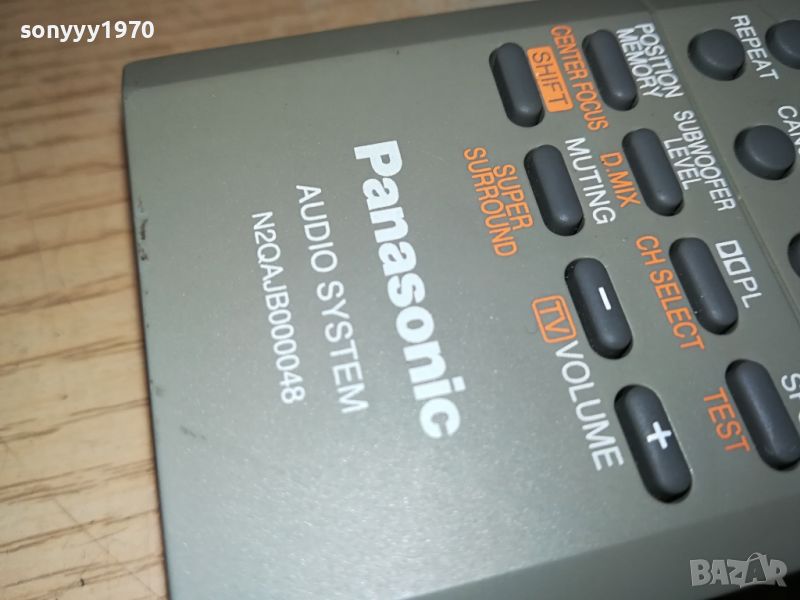 sonyyy1970
REPEAT
POSITION
MEMORY
CENTER FOCUS
SHIFT
SUBWOOFER
LEVEL
D.MIX
MUTING
SUPER
SURROUND
PL
CH SELECT
-
TV VOLUME
+
TEST
Panasonic
AUDIO SYSTEM
N2QAJB000048
BAZAR